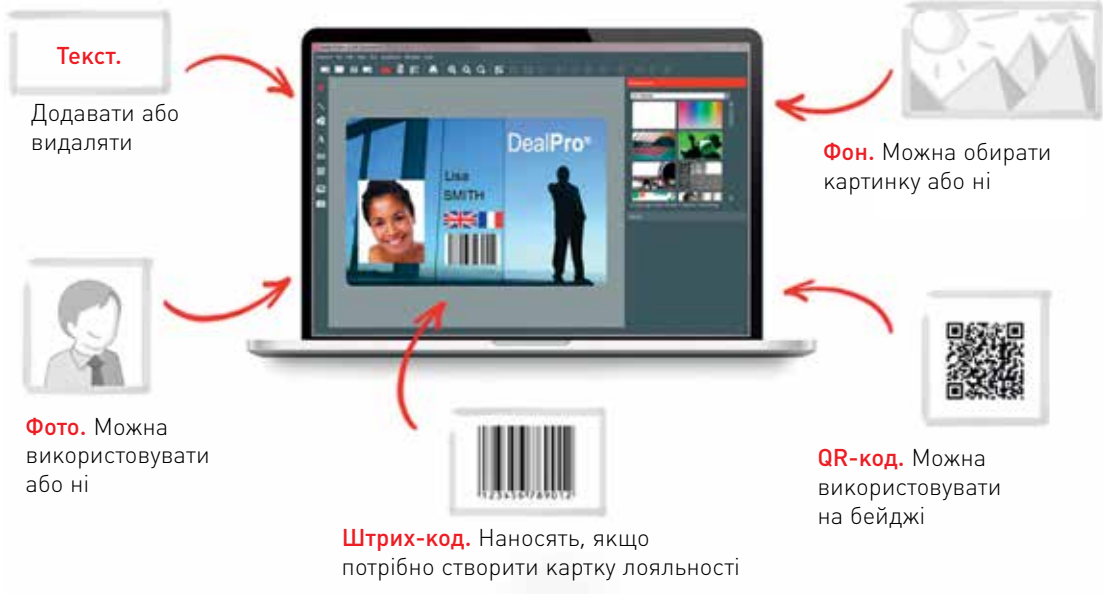 Текст.
Додавати або
видаляти
DealPro
Lisa
SMITH
Фон. Можна обирати
картинку або ні
Фото. Можна
використовувати
або ні
123456789012
Штрих-код. Наносять, якщо
потрібно створити картку лояльності
QR-код. Можна
використовувати
на бейджі